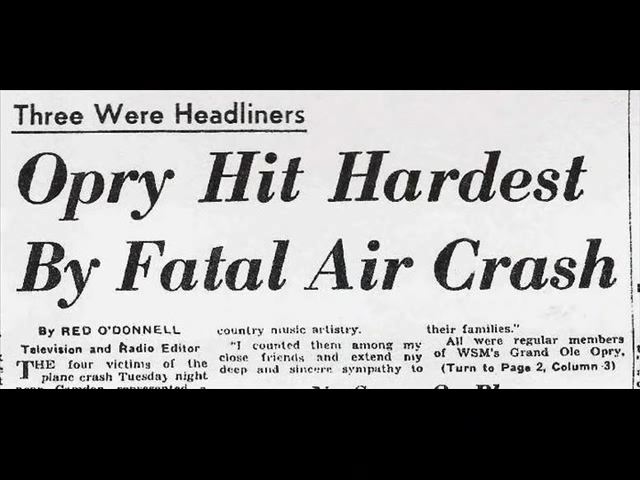 Three Were Headliners
Opry Hit Hardest
By Fatal Air Crash
By RED O'DONNELL
Television and Radio Editor
THE four victims of the
plane crash Tuesday night
near Camden represented a
country music artistry.
"I counted them among my
close friends and extend my
deep and sincere sympathy to
their families."
All were regular members
of WSM's Grand Ole Opry.
(Turn to Page 2, Column 3)